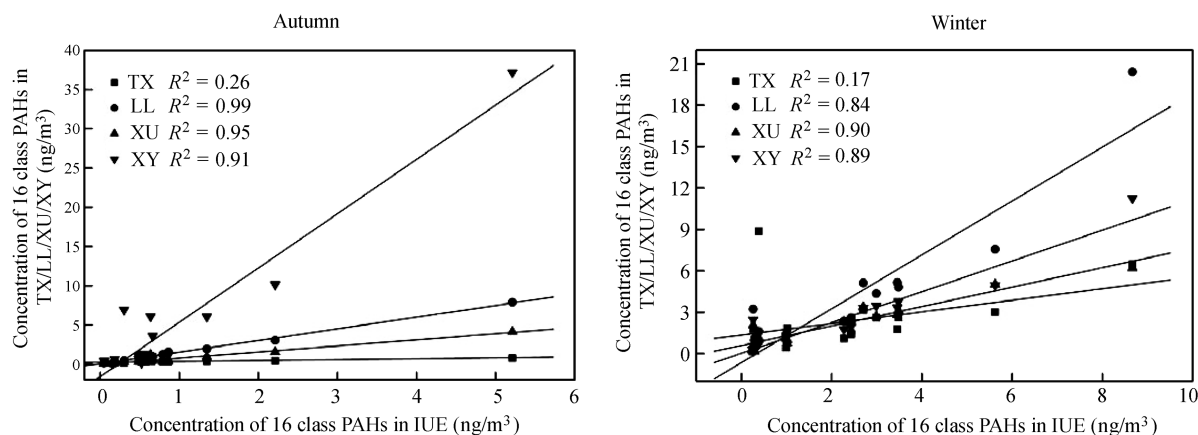 Autumn
Concentration of 16 class PAHs in
TX/LL/XU/XY (ng/m³)
40
35
30
25
20
15
10
5
0
TX R² = 0.26
LL R² = 0.99
XU R² = 0.95
XY R² = 0.91
0 1 2 3 4 5 6
Concentration of 16 class PAHs in IUE (ng/m³)
Winter
Concentration of 16 class PAHs in
TX/LL/XU/XY (ng/m³)
21
18
15
12
9
6
3
0
TX R² = 0.17
LL R² = 0.84
XU R² = 0.90
XY R² = 0.89
0 2 4 6 8 10
Concentration of 16 class PAHs in IUE (ng/m³)